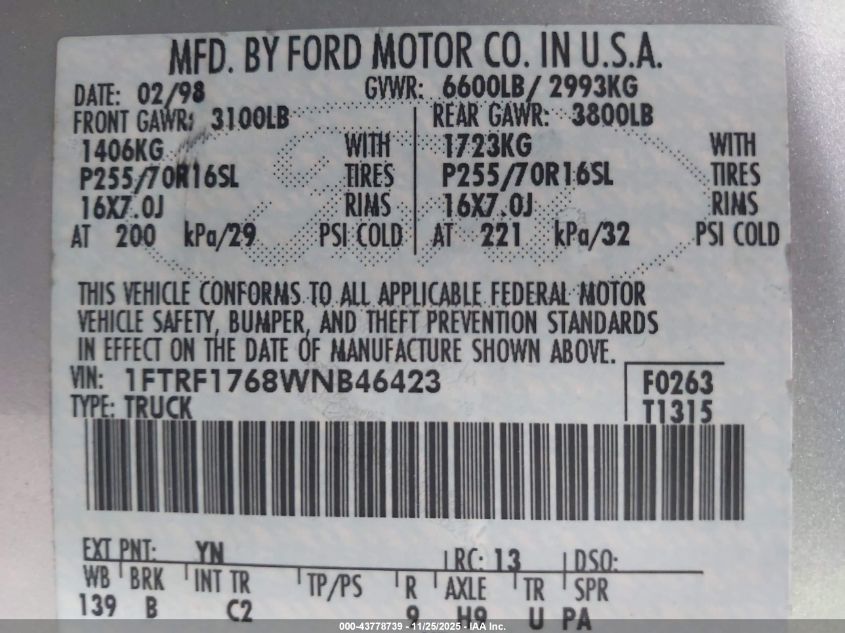 MFD. BY FORD MOTOR CO. IN U.S.A.
DATE: 02/98 GVWR: 6600LB/ 2993KG
FRONT GAWR: 3100LB REAR GAWR: 3800LB
1406KG WITH 1723KG WITH
P255/70R16SL TIRES P255/70R16SL TIRES
16X7.0J RIMS 16X7.0J RIMS
AT 200 kPa/29 PSI COLD AT 221 kPa/32 PSI COLD
THIS VEHICLE CONFORMS TO ALL APPLICABLE FEDERAL MOTOR
VEHICLE SAFETY, BUMPER, AND THEFT PREVENTION STANDARDS
IN EFFECT ON THE DATE OF MANUFACTURE SHOWN ABOVE.
VIN: 1FTRF1768WNB46423 F0263
TYPE: TRUCK T1315
EXT PNT: YN RC: 13 DSO:
WB BRK INT TR TP/PS R AXLE TR SPR
139 B C2 9 H9 U PA
000-43778739 - 11/25/2025 - IAA Inc.